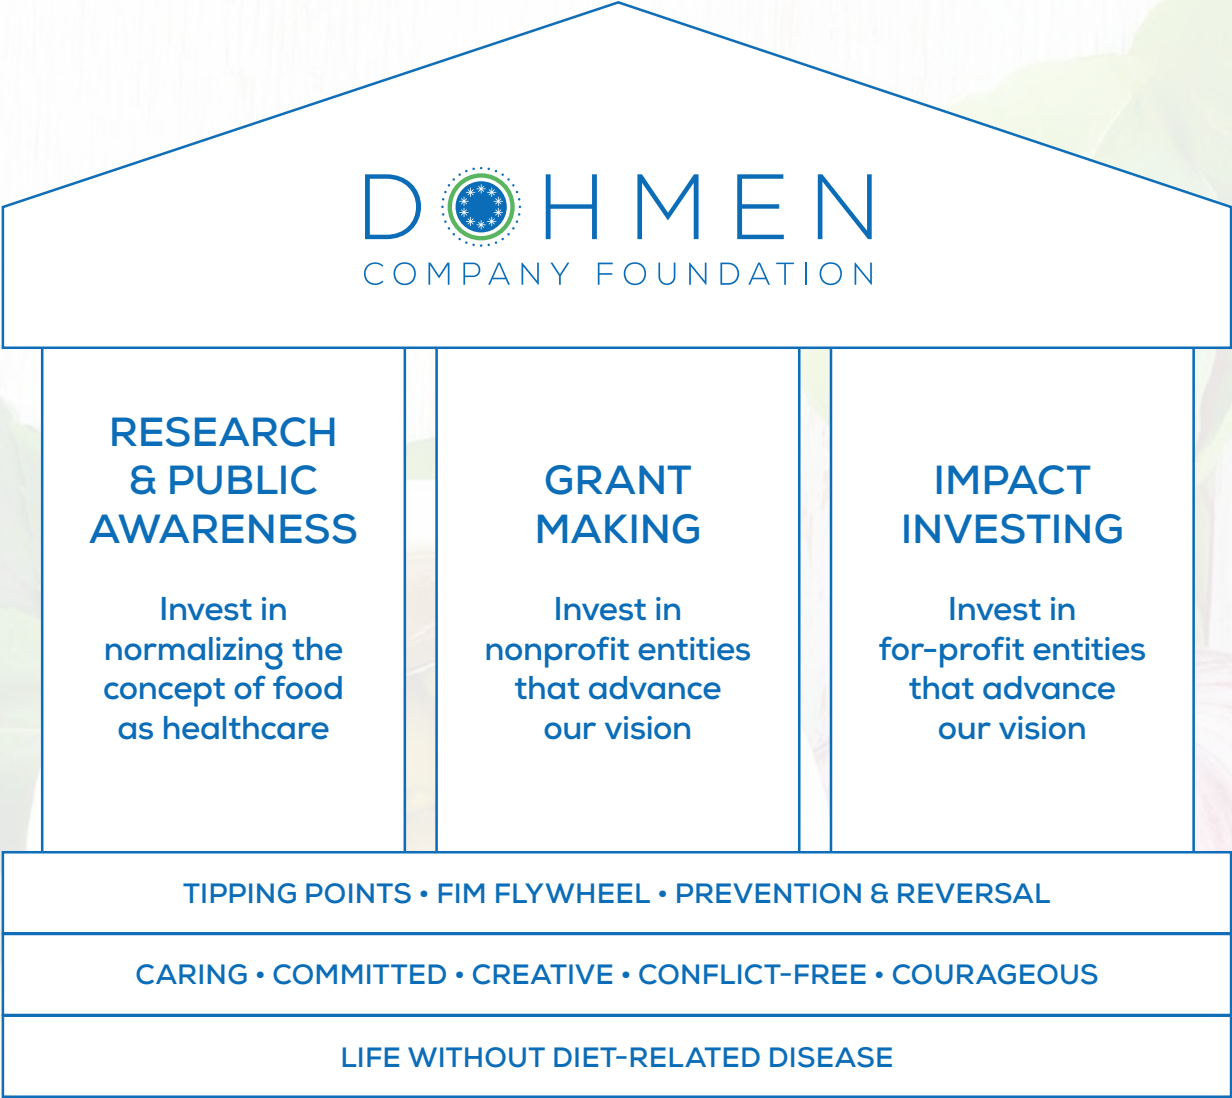 DOHMEN
COMPANY FOUNDATION
RESEARCH
& PUBLIC
AWARENESS
Invest in
normalizing the
concept of food
as healthcare
GRANT
MAKING
Invest in
nonprofit entities
that advance
our vision
IMPACT
INVESTING
Invest in
for-profit entities
that advance
our vision
TIPPING POINTS • FIM FLYWHEEL • PREVENTION & REVERSAL
CARING • COMMITTED • CREATIVE • CONFLICT-FREE • COURAGEOUS
LIFE WITHOUT DIET-RELATED DISEASE